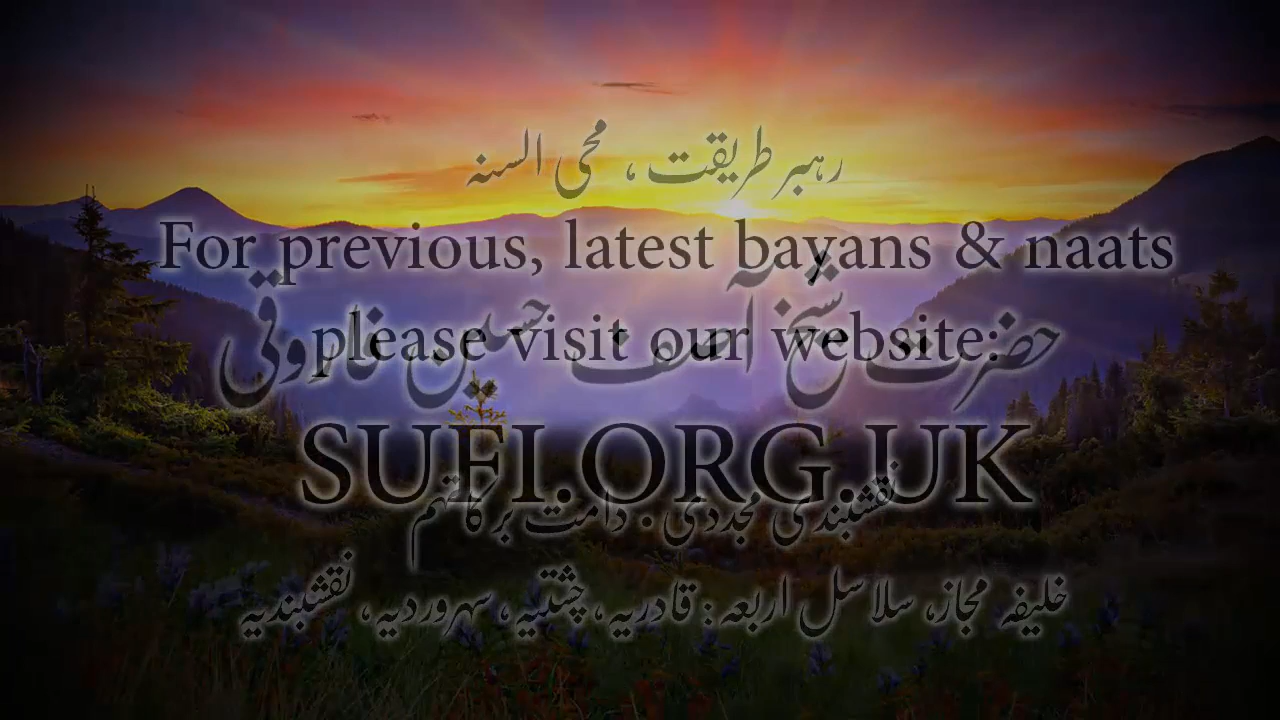 رہبر طریقت، محی السنہ
For previous, latest bayans & naats
حضرت شیخ آصف حسین فاروقی
please visit our website:
SUFI.ORG.UK
نقشبندی مجددی . دامت برکاتہم
خلیفہ مجاز، سلاسل اربعہ: قادریہ، چشتیہ، سہروردیہ، نقشبندیہ